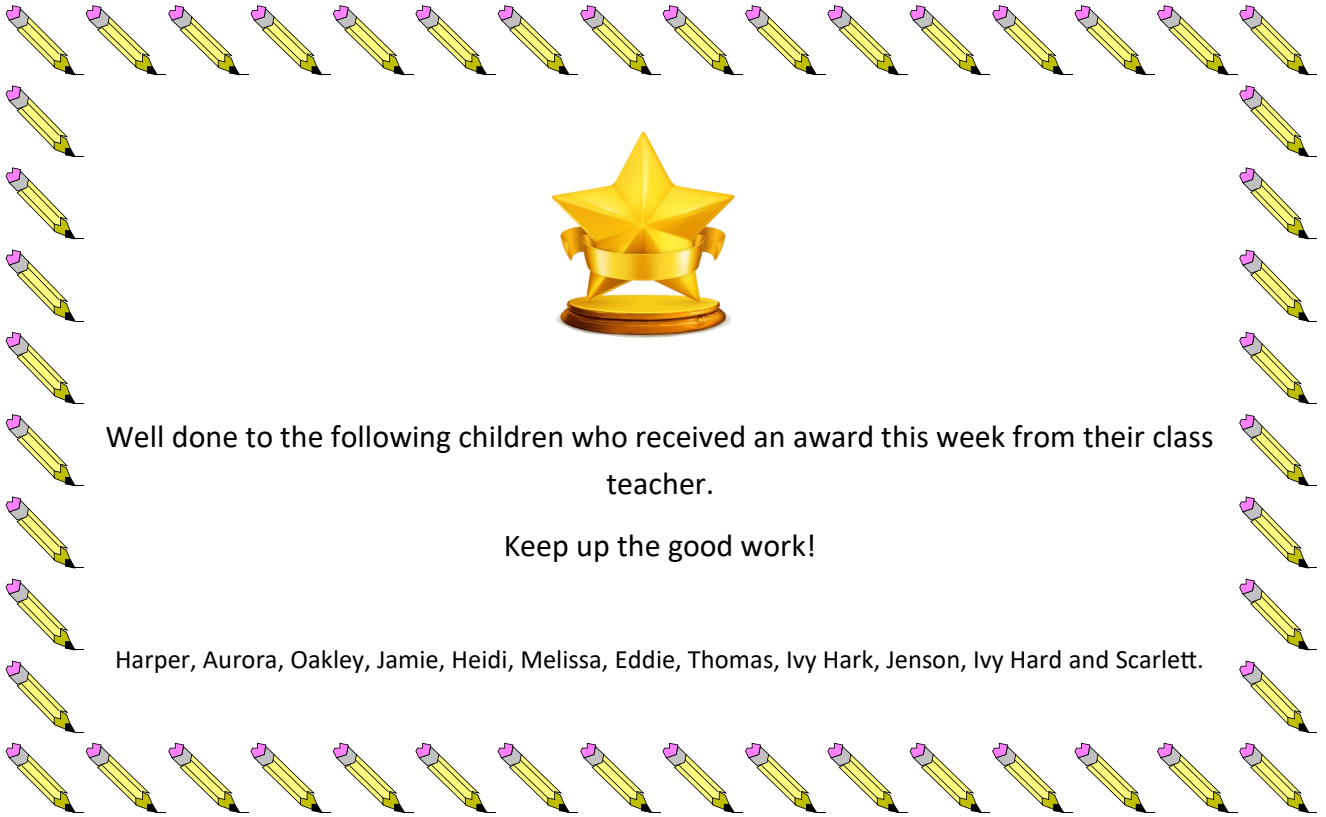 Well done to the following children who received an award this week from their class
teacher.
Keep up the good work!
Harper, Aurora, Oakley, Jamie, Heidi, Melissa, Eddie, Thomas, Ivy Hark, Jenson, Ivy Hard and Scarlett.